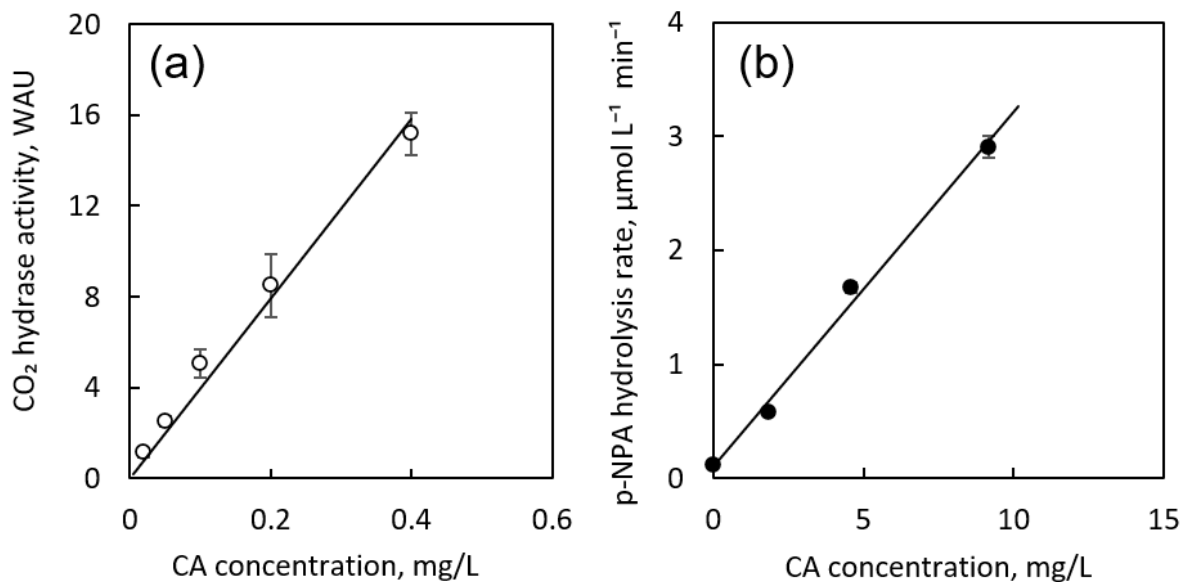 (a)
CO₂ hydrase activity, WAU
20
16
12
8
4
0
0 0.2 0.4 0.6
CA concentration, mg/L
(b)
p-NPA hydrolysis rate, μmol L⁻¹ min⁻¹
4
3
2
1
0
0 5 10 15
CA concentration, mg/L